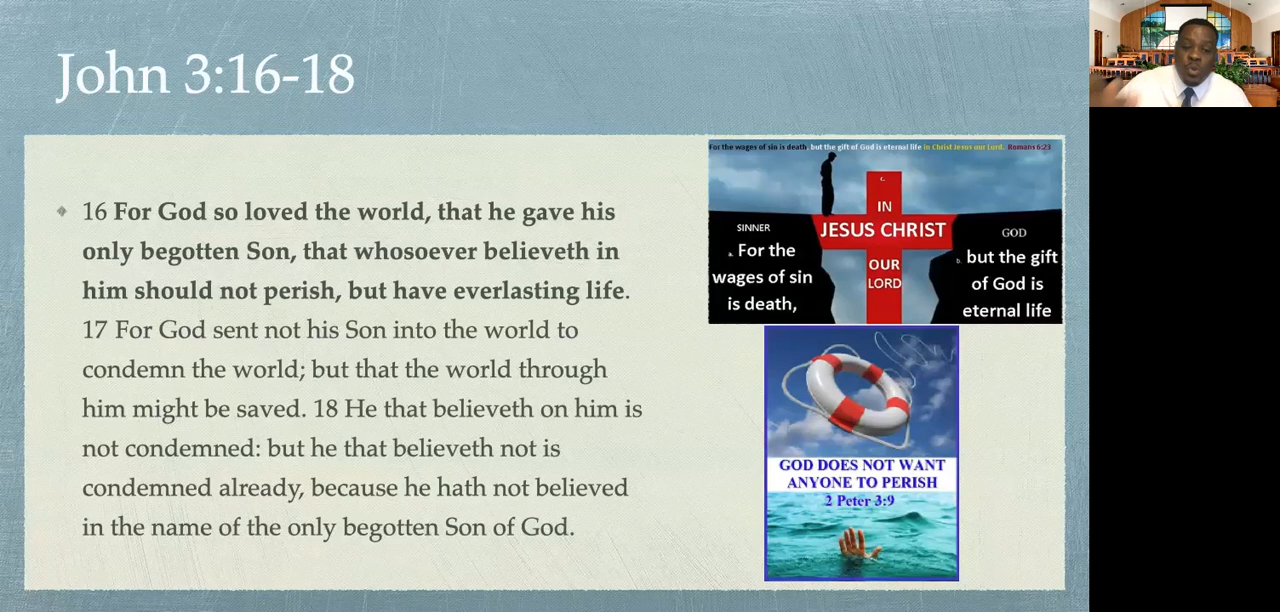 John 3:16-18
16 For God so loved the world, that he gave his
only begotten Son, that whosoever believeth in
him should not perish, but have everlasting life.
17 For God sent not his Son into the world to
condemn the world; but that the world through
him might be saved. 18 He that believeth on him is
not condemned: but he that believeth not is
condemned already, because he hath not believed
in the name of the only begotten Son of God.
For the wages of sin is death, but the gift of God is eternal life in Christ Jesus our Lord. Romans 6:23
SINNER
a. For the
wages of sin
is death,
c.
IN
JESUS CHRIST
OUR
LORD
GOD
b. but the gift
of God is
eternal life
GOD DOES NOT WANT
ANYONE TO PERISH
2 Peter 3:9